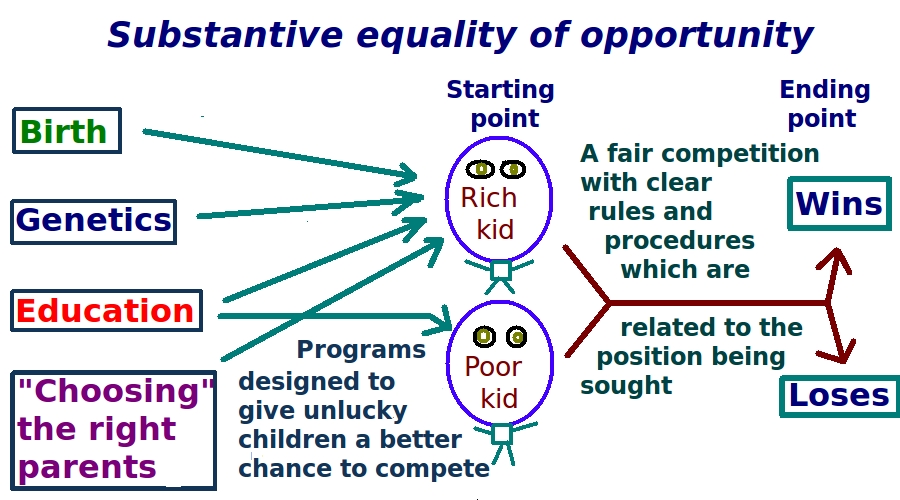 Substantive equality of opportunity
Birth
Genetics
Education
"Choosing"
the right
parents
Programs
designed to
give unlucky
children a better
chance to compete
Starting
point
Rich
kid
Poor
kid
A fair competition
with clear
rules and
procedures
which are
related to the
position being
sought
Ending
point
Wins
Loses